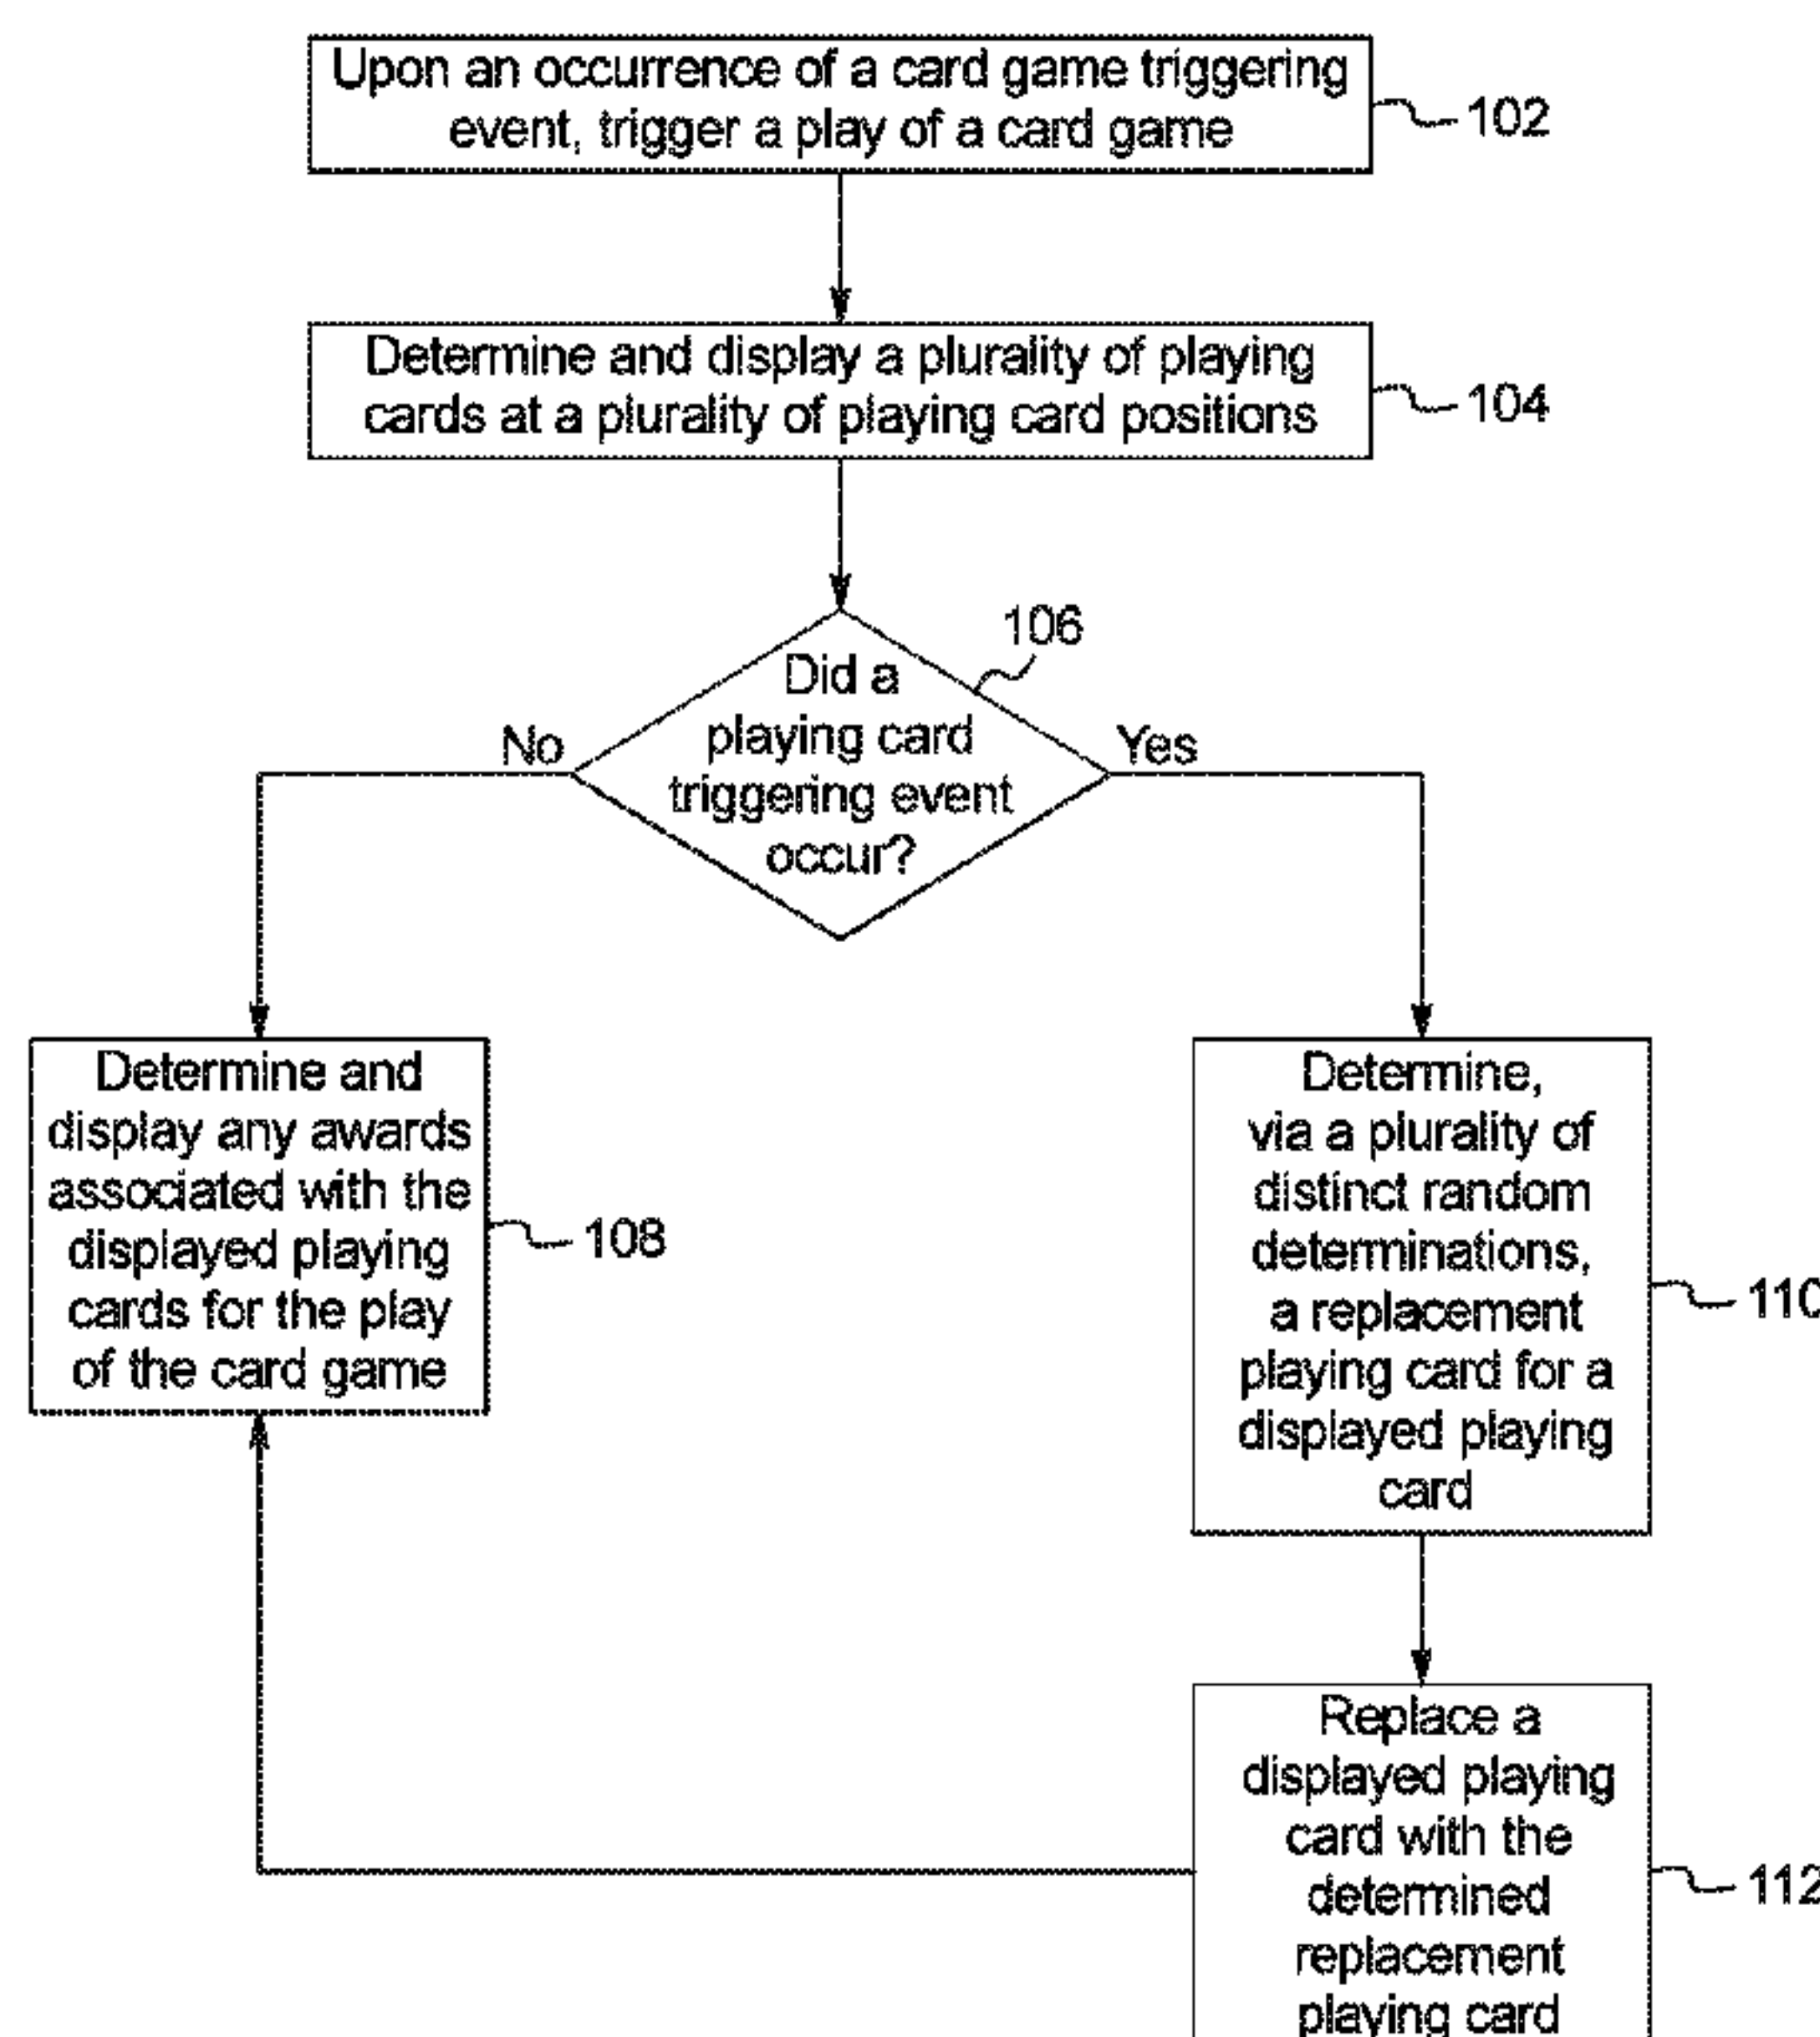 Upon an occurrence of a card game triggering
event, trigger a play of a card game
102
Determine and display a plurality of playing
cards at a plurality of playing card positions
104
106
Did a
playing card
triggering event
occur?
No
Yes
Determine and
display any awards
associated with the
displayed playing
cards for the play
of the card game
108
Determine,
via a plurality of
distinct random
determinations,
a replacement
playing card for a
displayed playing
card
110
Replace a
displayed playing
card with the
determined
replacement
playing card
112